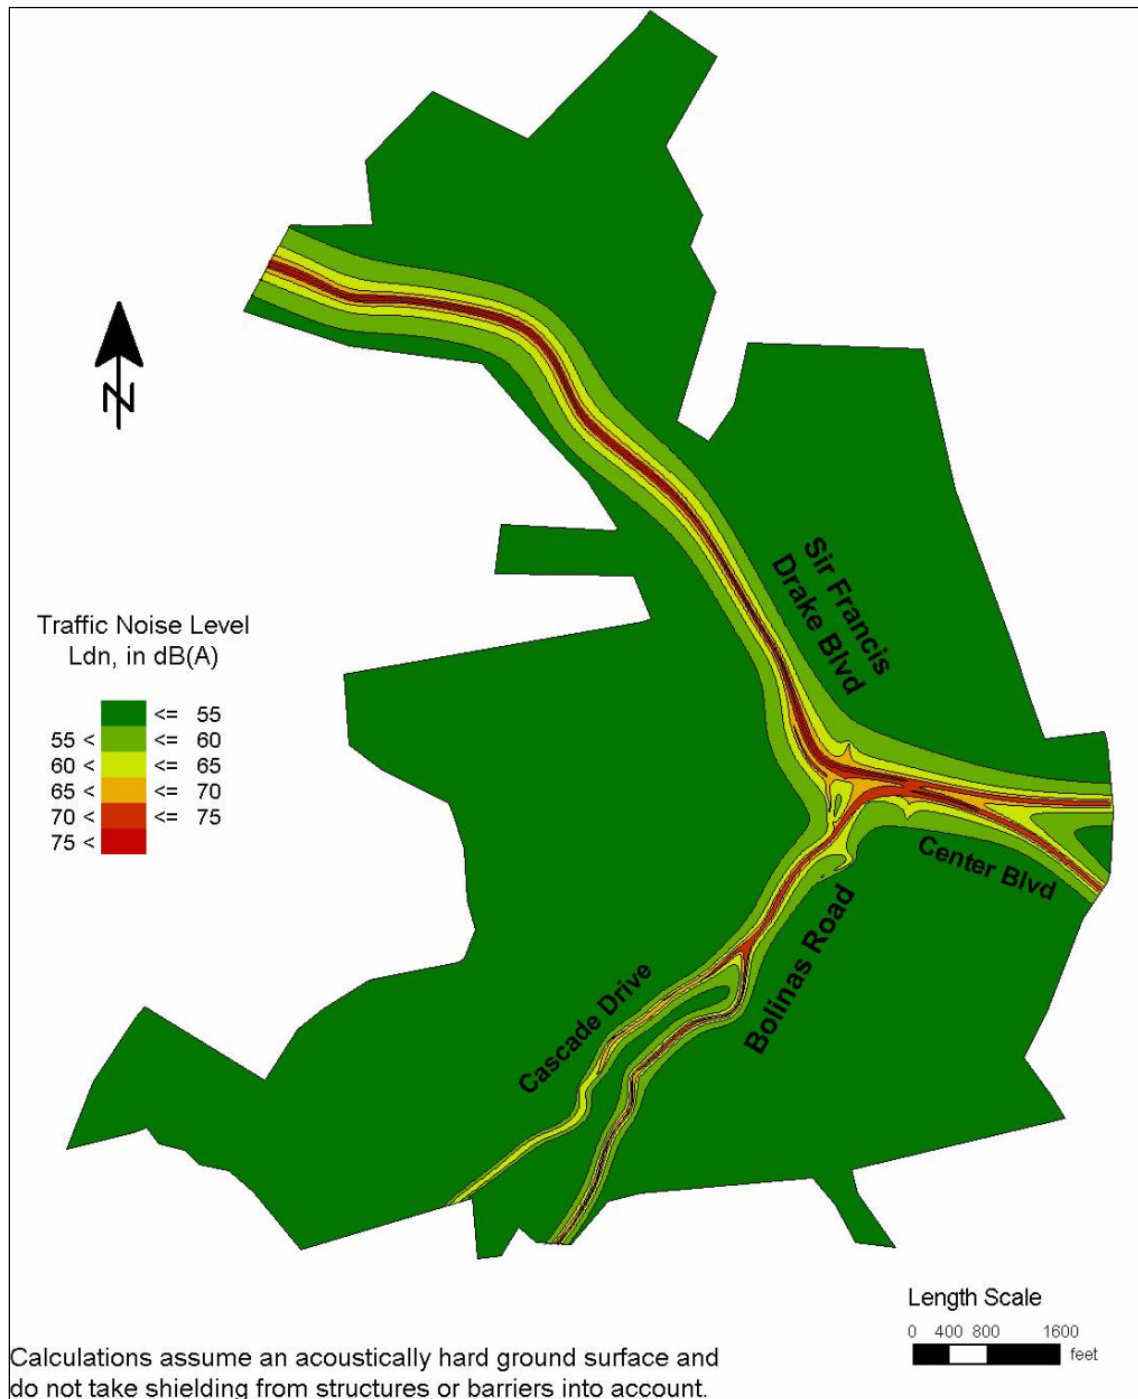 N
Sir Francis
Drake Blvd
Traffic Noise Level
Ldn, in dB(A)
<= 55
55 < <= 60
60 < <= 65
65 < <= 70
70 < <= 75
75 <
Center Blvd
Bolinas Road
Cascade Drive
Length Scale
0 400 800 1600
feet
Calculations assume an acoustically hard ground surface and
do not take shielding from structures or barriers into account.